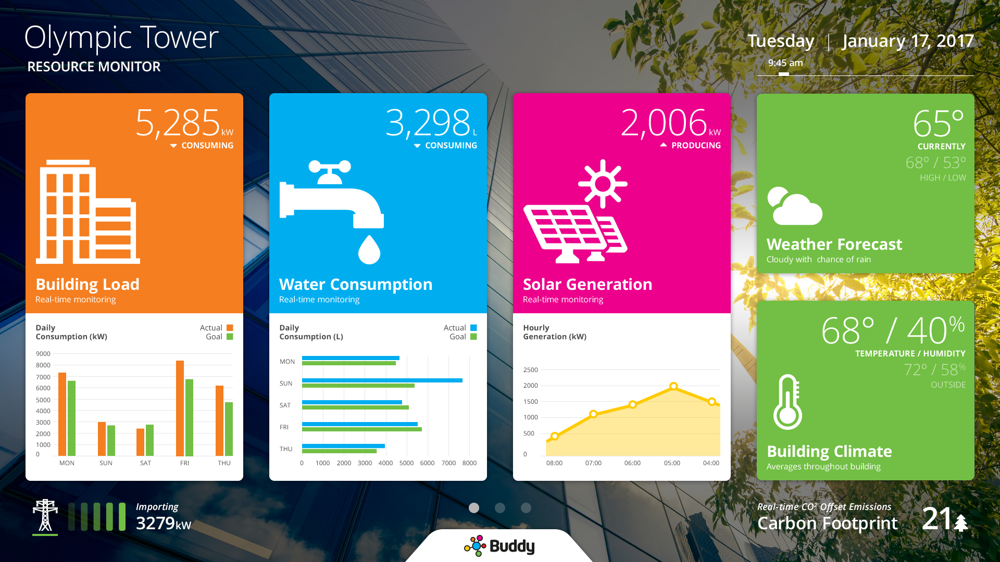 Olympic Tower
RESOURCE MONITOR
Tuesday | January 17, 2017
9:45 am
5,285 kW
CONSUMING
Building Load
Real-time monitoring
Daily
Consumption (kW)
Actual
Goal
9000
8000
7000
6000
5000
4000
3000
2000
1000
0
MON SUN SAT FRI THU
3,298 L
CONSUMING
Water Consumption
Real-time monitoring
Daily
Consumption (L)
Actual
Goal
MON
SUN
SAT
FRI
THU
0 1000 2000 3000 4000 5000 6000 7000 8000
2,006 kW
PRODUCING
Solar Generation
Real-time monitoring
Hourly
Generation (kW)
2500
2000
1500
1000
500
0
08:00 07:00 06:00 05:00 04:00
65°
CURRENTLY
68° / 53°
HIGH / LOW
Weather Forecast
Cloudy with chance of rain
68° / 40%
TEMPERATURE / HUMIDITY
72° / 58%
OUTSIDE
Building Climate
Averages throughout building
Importing
3279kW
Buddy
Real-time CO² Offset Emissions
Carbon Footprint
21